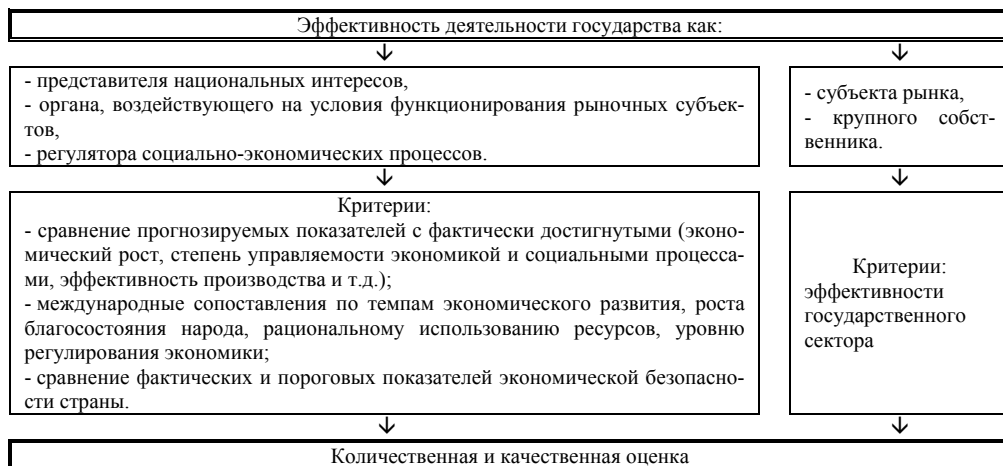 Эффективность деятельности государства как:
- представителя национальных интересов,
- органа, воздействующего на условия функционирования рыночных субъек-
тов,
- регулятора социально-экономических процессов.
- субъекта рынка,
- крупного собст-
венника.
Критерии:
- сравнение прогнозируемых показателей с фактически достигнутыми (эконо-
мический рост, степень управляемости экономикой и социальными процесса-
ми, эффективность производства и т.д.);
- международные сопоставления по темпам экономического развития, роста
благосостояния народа, рациональному использованию ресурсов, уровню
регулирования экономики;
- сравнение фактических и пороговых показателей экономической безопасно-
сти страны.
Критерии:
эффективности
государственного
сектора
Количественная и качественная оценка